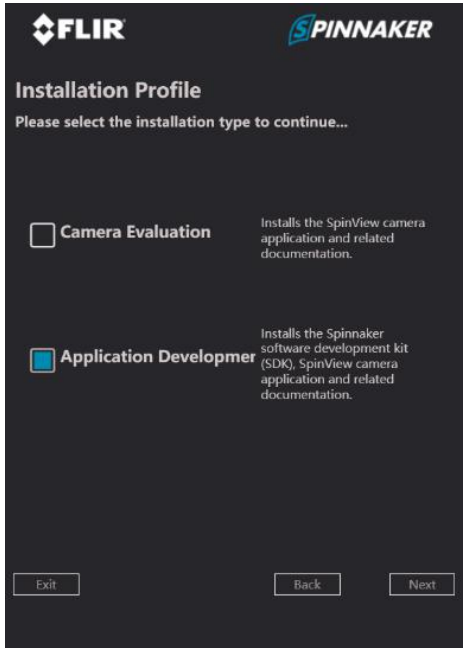 FLIR SPINNAKER
Installation Profile
Please select the installation type to continue...
Camera Evaluation
Installs the SpinView camera
application and related
documentation.
Application Developmer
Installs the Spinnaker
software development kit
(SDK), SpinView camera
application and related
documentation.
Exit Back Next